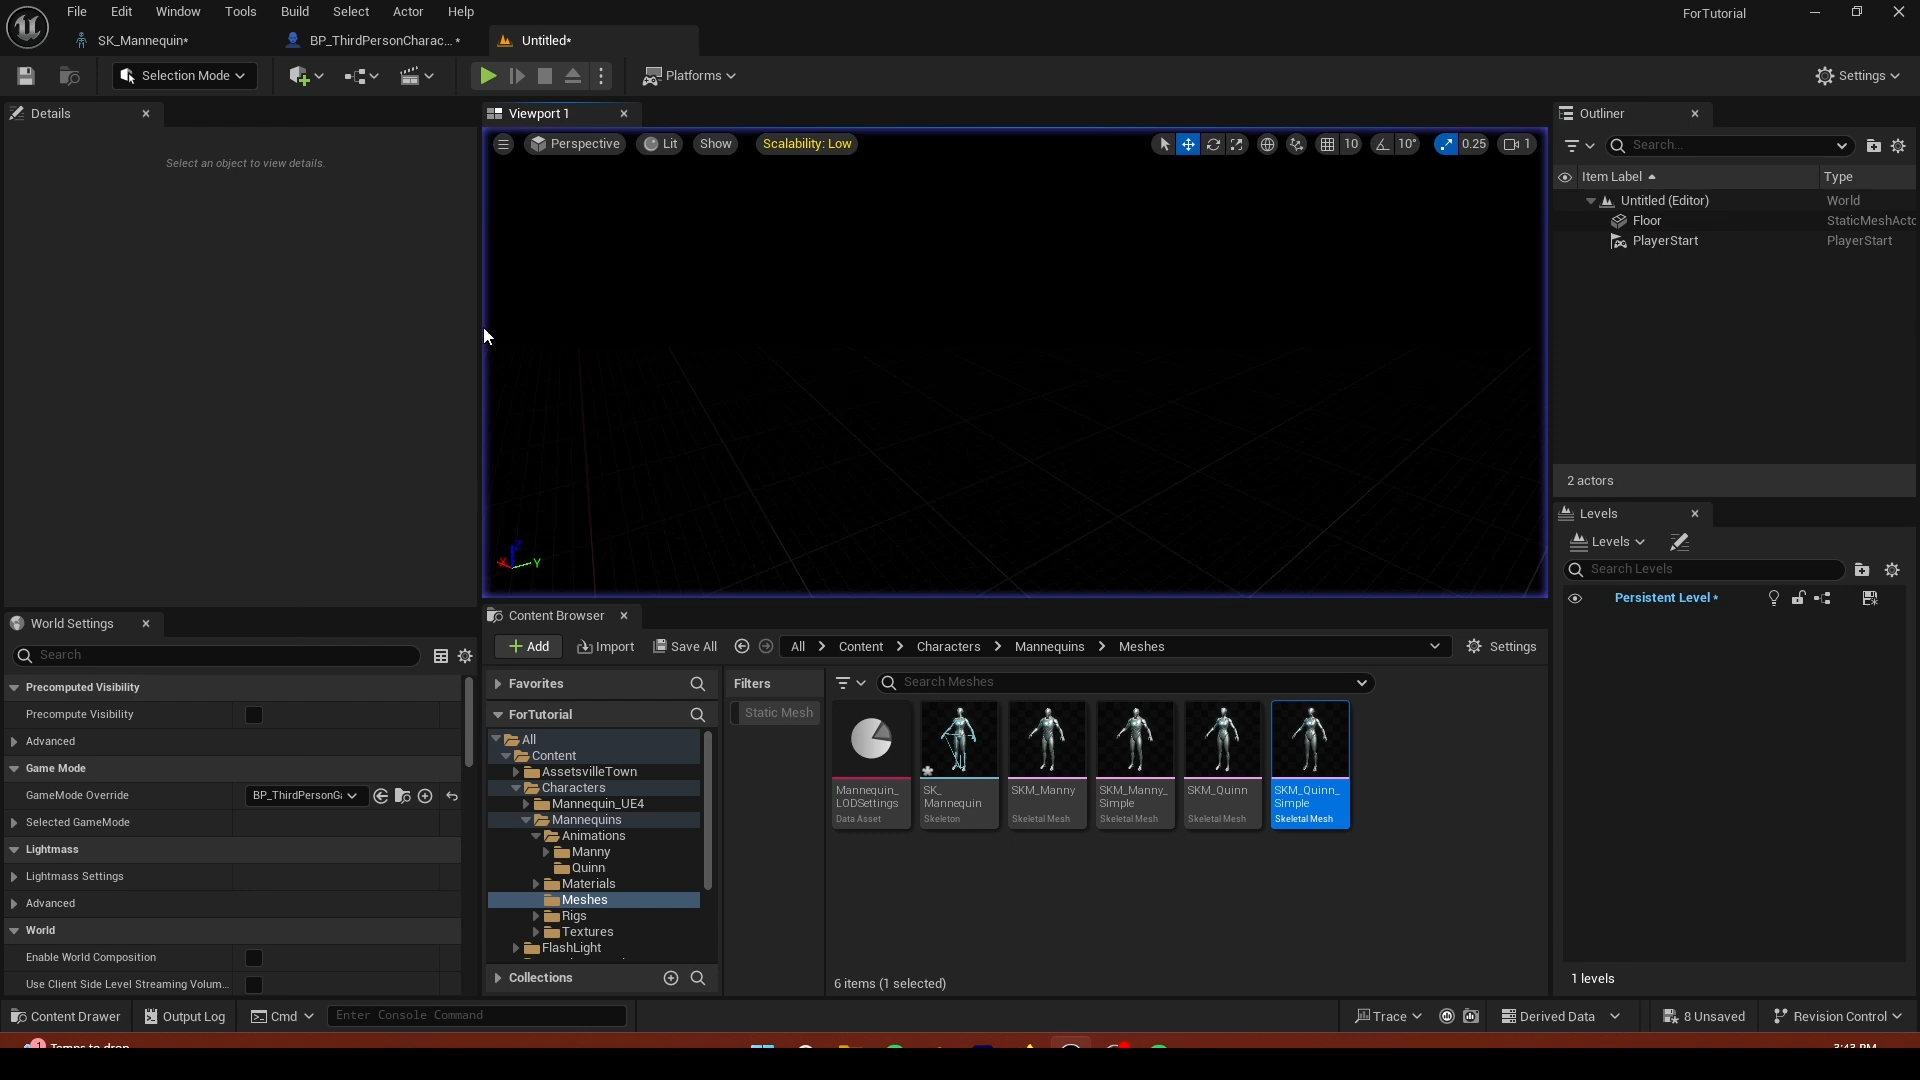 File Edit Window Tools Build Select Actor Help
ForTutorial
SK_Mannequin*
BP_ThirdPersonCharac... *
Untitled*
Selection Mode
Platforms
Settings
Details
Select an object to view details.
Viewport 1
Perspective
Lit
Show
Scalability: Low
10
10°
0.25
1
X
Y
Z
Outliner
Search...
Item Label
Type
Untitled (Editor)
World
Floor
StaticMeshActo
PlayerStart
PlayerStart
2 actors
Levels
Levels
Search Levels
Persistent Level *
1 levels
World Settings
Search
Precomputed Visibility
Precompute Visibility
Advanced
Game Mode
GameMode Override
BP_ThirdPersonGa
Selected GameMode
Lightmass
Lightmass Settings
Advanced
World
Enable World Composition
Use Client Side Level Streaming Volum...
Content Browser
Add
Import
Save All
All
Content
Characters
Mannequins
Meshes
Settings
Favorites
ForTutorial
All
Content
AssetsvilleTown
Characters
Mannequin_UE4
Mannequins
Animations
Manny
Quinn
Materials
Meshes
Rigs
Textures
FlashLight
Collections
Filters
Static Mesh
Search Meshes
Mannequin_
LODSettings
Data Asset
SK_
Mannequin
Skeleton
SKM_Manny
Skeletal Mesh
SKM_Manny_
Simple
Skeletal Mesh
SKM_Quinn
Skeletal Mesh
SKM_Quinn_
Simple
Skeletal Mesh
6 items (1 selected)
Content Drawer
Output Log
Cmd
Enter Console Command
Trace
Derived Data
8 Unsaved
Revision Control
1
Temps to drop
3:43 PM